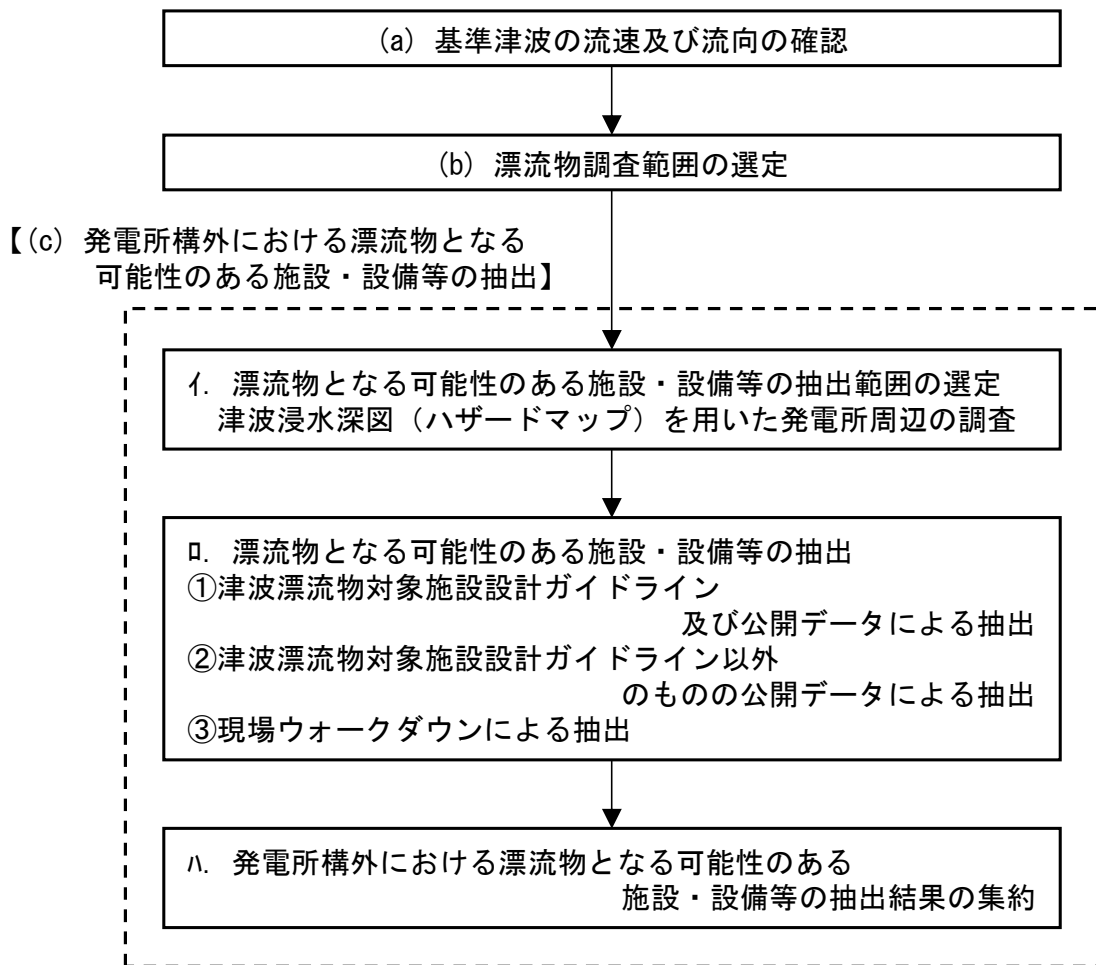 (a) 基準津波の流速及び流向の確認
(b) 漂流物調査範囲の選定
【(c) 発電所構外における漂流物となる
可能性のある施設・設備等の抽出】
ｲ. 漂流物となる可能性のある施設・設備等の抽出範囲の選定
津波浸水深図（ハザードマップ）を用いた発電所周辺の調査
ﾛ. 漂流物となる可能性のある施設・設備等の抽出
①津波漂流物対象施設設計ガイドライン
及び公開データによる抽出
②津波漂流物対象施設設計ガイドライン以外
のものの公開データによる抽出
③現場ウォークダウンによる抽出
ﾊ. 発電所構外における漂流物となる可能性のある
施設・設備等の抽出結果の集約